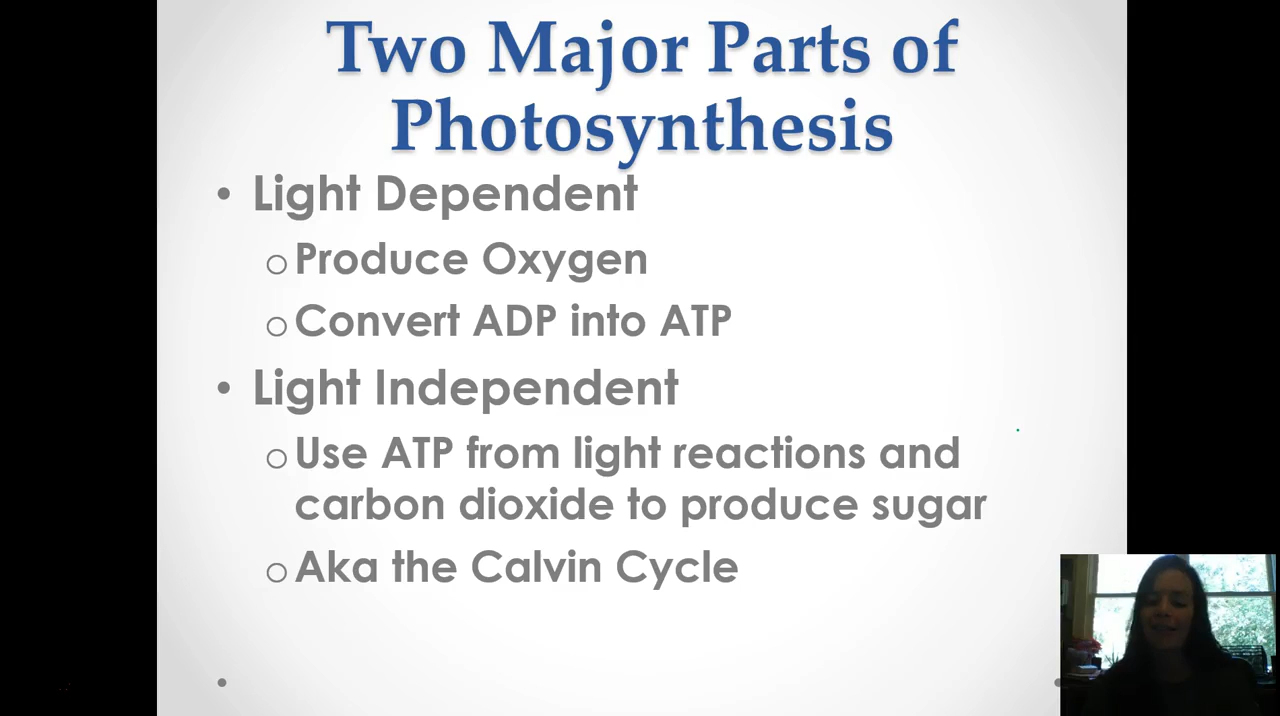 Two Major Parts of
Photosynthesis
• Light Dependent
o Produce Oxygen
o Convert ADP into ATP
• Light Independent
o Use ATP from light reactions and
carbon dioxide to produce sugar
o Aka the Calvin Cycle